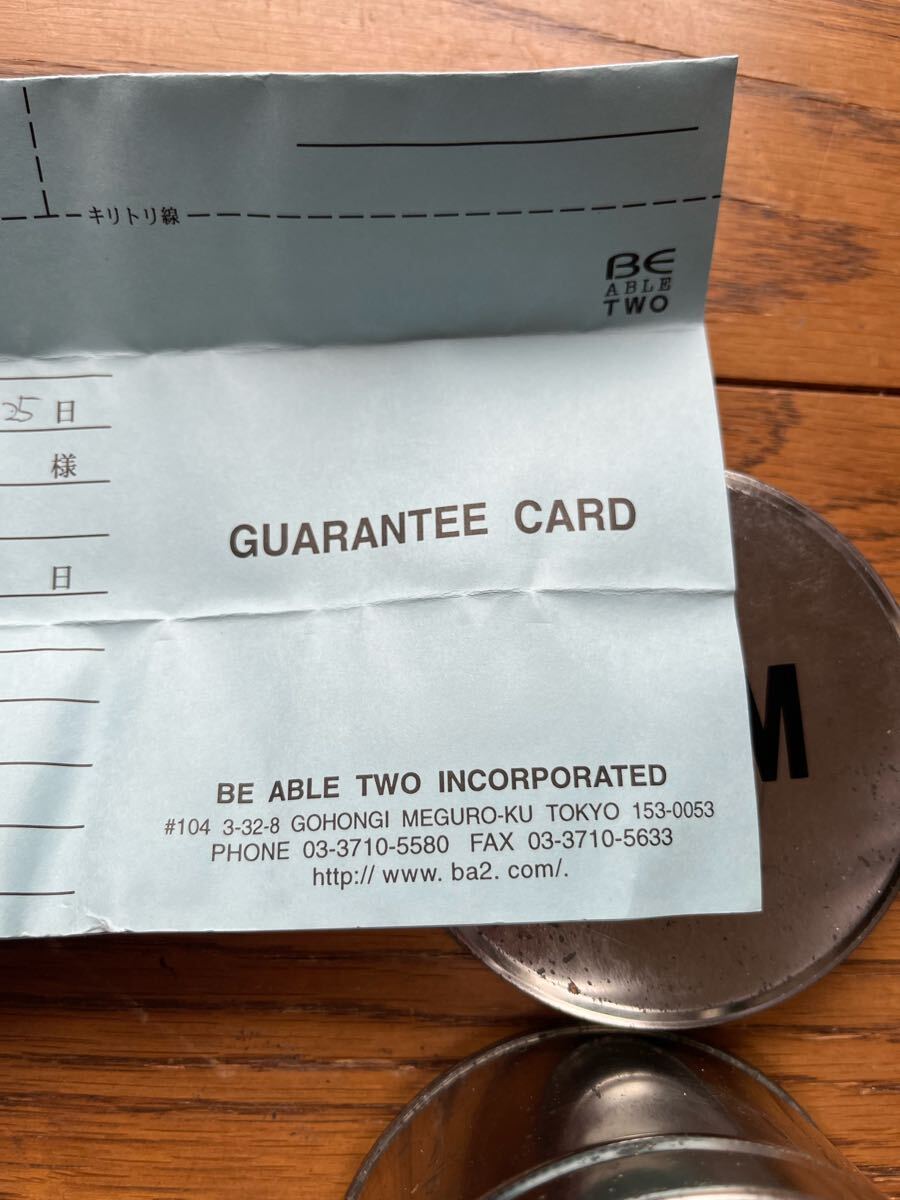 キリトリ線
BE
ABLE
TWO
25日
様
日
GUARANTEE CARD
M
BE ABLE TWO INCORPORATED
#104 3-32-8 GOHONGI MEGURO-KU TOKYO 153-0053
PHONE 03-3710-5580 FAX 03-3710-5633
http:// www. ba2. com/.